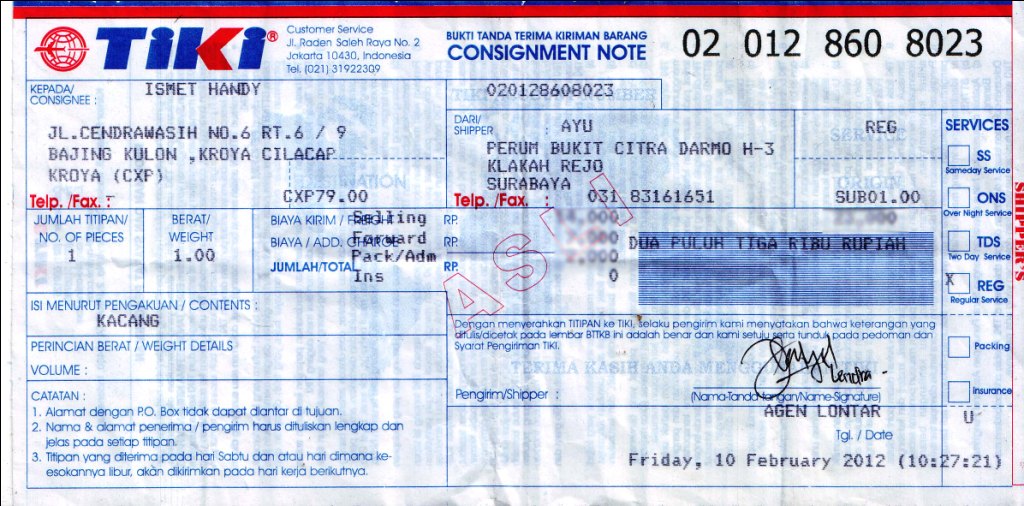 TIKI®
Customer Service
Jl. Raden Saleh Raya No. 2
Jakarta 10430, Indonesia
Tel. (021) 31922309
BUKTI TANDA TERIMA KIRIMAN BARANG
CONSIGNMENT NOTE
02 012 860 8023
KEPADA/
CONSIGNEE :
ISMET HANDY
JL.CENDRAWASIH NO.6 RT.6 / 9
BAJING KULON ,KROYA CILACAP
KROYA (CXP)
CXP79.00
Telp. /Fax. :
020128608023
DARI/
SHIPPER
: AYU
PERUM BUKIT CITRA DARMO H-3
KLAKAH REJO
SURABAYA
Telp. /Fax. : 031 83161651
REG
SUB01.00
SERVICES
SS
Sameday Service
ONS
Over Night Service
TDS
Two Day Service
X REG
Regular Service
Packing
Insurance
U
SHIPPER'S
JUMLAH TITIPAN/
NO. OF PIECES
1
BERAT/
WEIGHT
1.00
BIAYA KIRIM / FREIGHT Selling RP. 14,000
BIAYA / ADD. CHARGE Forward RP.
Pack/Adm
JUMLAH/TOTAL RP. 2,000
Ins 0
DUA PULUH TIGA RIBU RUPIAH
ASLI
ISI MENURUT PENGAKUAN / CONTENTS :
KACANG
PERINCIAN BERAT / WEIGHT DETAILS
VOLUME :
CATATAN :
1. Alamat dengan P.O. Box tidak dapat diantar di tujuan.
2. Nama & alamat penerima / pengirim harus dituliskan lengkap dan
jelas pada setiap titipan.
3. Titipan yang diterima pada hari Sabtu dan atau hari dimana ke-
esokannya libur, akan dikirimkan pada hari kerja berikutnya.
Dengan menyerahkan TITIPAN ke TIKI, selaku pengirim kami menyatakan bahwa keterangan yang
ditulis/dicetak pada lembar BTTKB ini adalah benar dan kami setuju serta tunduk pada pedoman dan
Syarat Pengiriman TIKI.
TERIMA KASIH ANDA
Pengirim/Shipper :
(Nama-Tanda tangan/Name-Signature)
AGEN LONTAR
Tgl. / Date
Friday, 10 February 2012 (10:27:21)